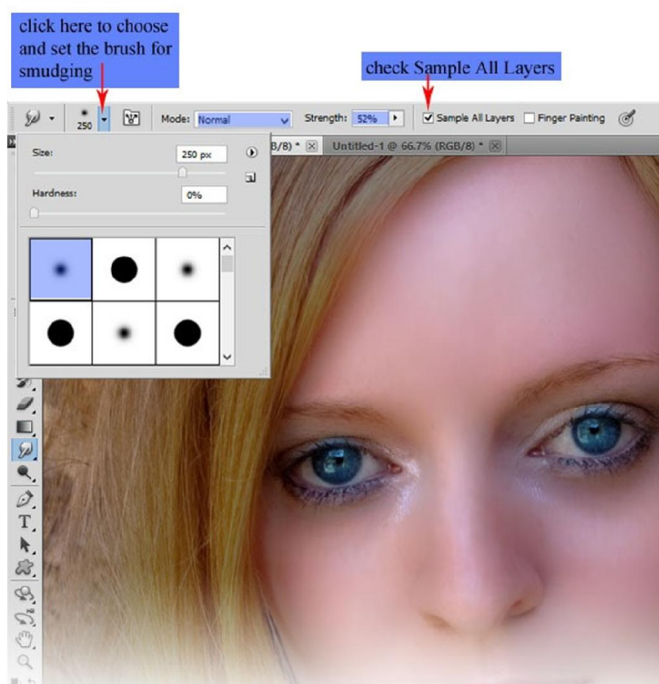 click here to choose
and set the brush for
smudging
check Sample All Layers
250
Mode: Normal
Strength: 52%
Sample All Layers
Finger Painting
B/8) *
Untitled-1 @ 66.7% (RGB/8) *
Size: 250 px
Hardness: 0%
T